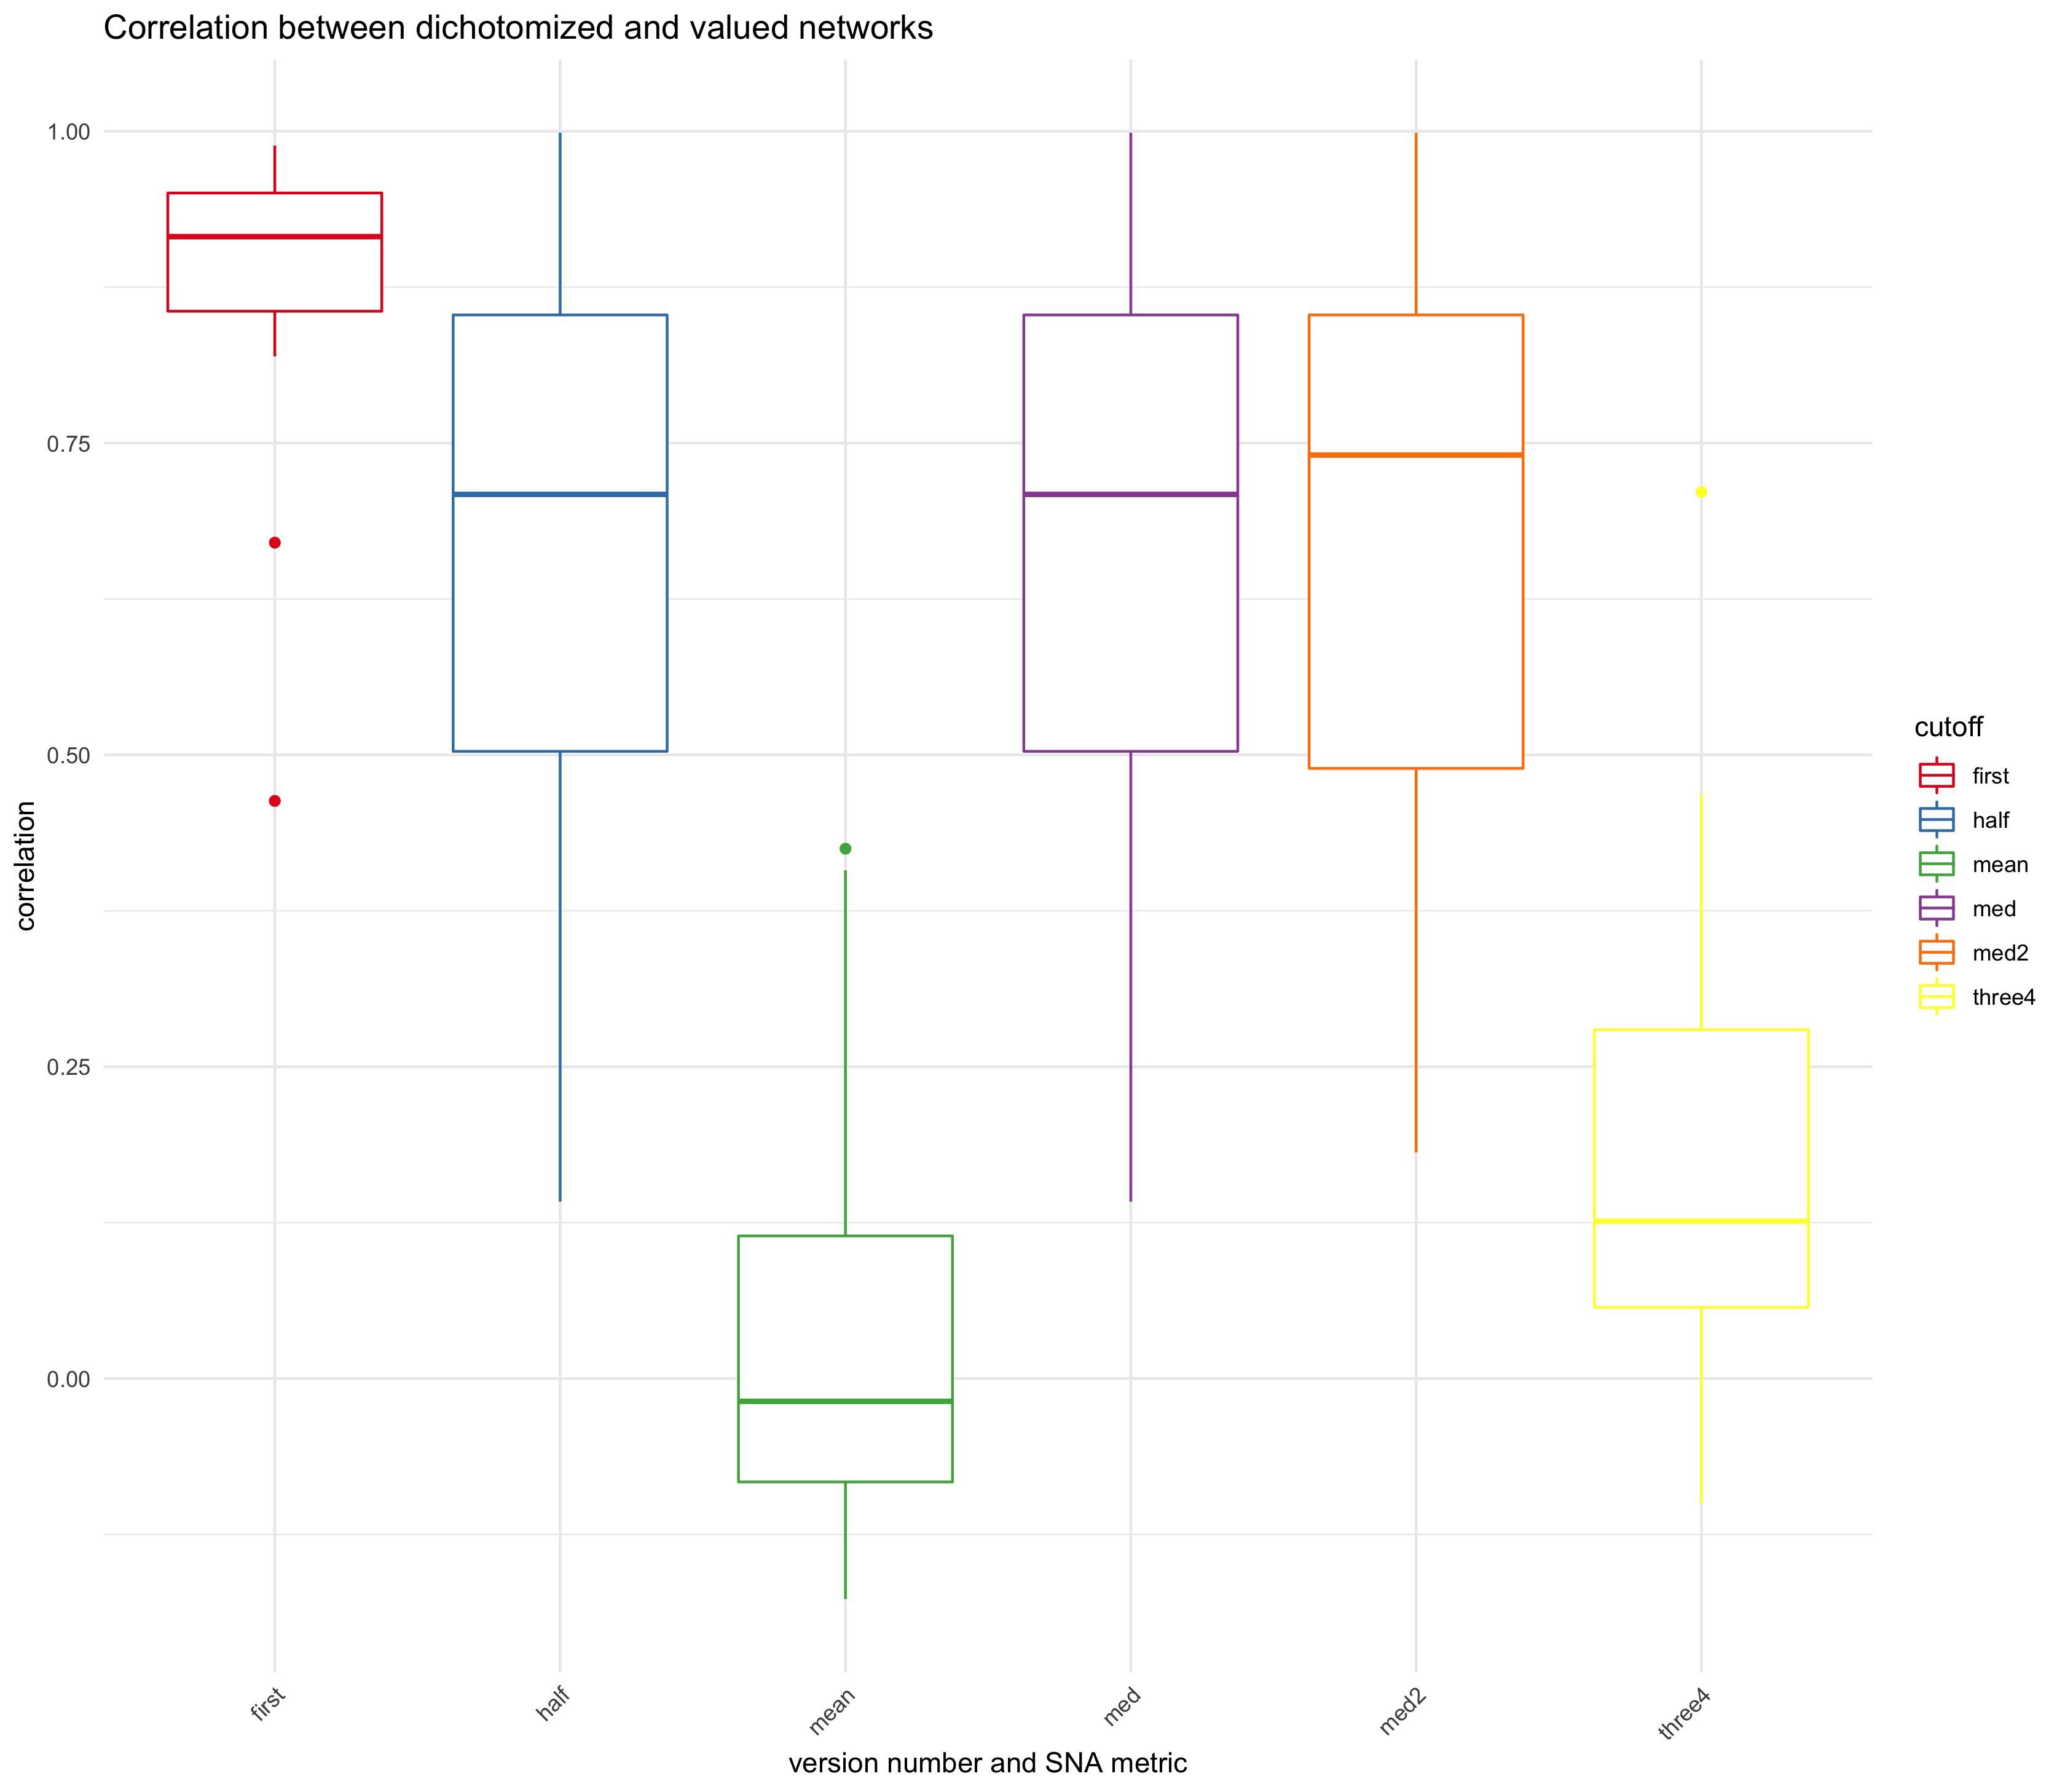 Correlation between dichotomized and valued networks
1.00
0.75
0.50
0.25
0.00
correlation
first
half
mean
med
med2
three4
version number and SNA metric
cutoff
first
half
mean
med
med2
three4